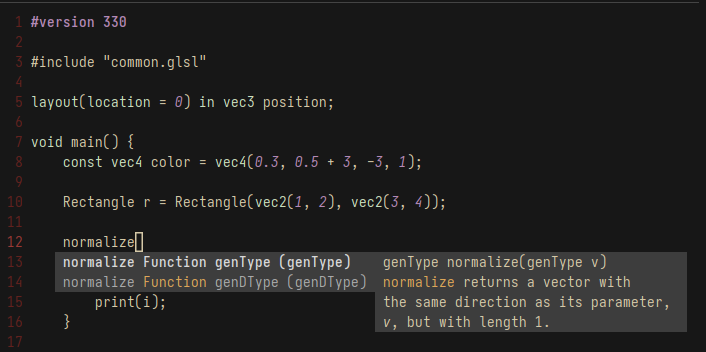 1 #version 330
2
3 #include "common.glsl"
4
5 layout(location = 0) in vec3 position;
6
7 void main() {
8 const vec4 color = vec4(0.3, 0.5 + 3, -3, 1);
9
10 Rectangle r = Rectangle(vec2(1, 2), vec2(3, 4));
11
12 normalize
13 normalize Function genType (genType) genType normalize(genType v)
14 normalize Function genDType (genDType) normalize returns a vector with
15 print(i); the same direction as its parameter,
16 } v, but with length 1.
17